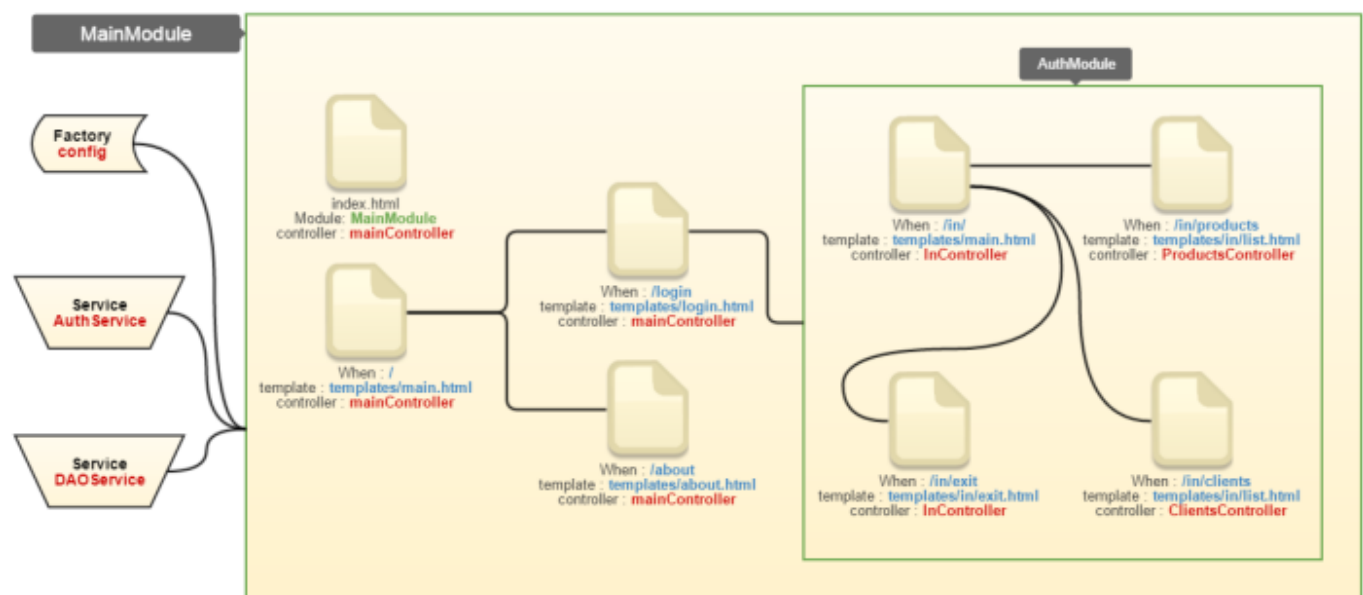 MainModule
AuthModule
Factory
config
Service
AuthService
Service
DAOService
index.html
Module: MainModule
controller : mainController
When : /
template : templates/main.html
controller : mainController
When : /login
template : templates/login.html
controller : mainController
When : /about
template : templates/about.html
controller : mainController
When : /in/
template : templates/main.html
controller : InController
When : /in/products
template : templates/in/list.html
controller : ProductsController
When : /in/exit
template : templates/in/exit.html
controller : InController
When : /in/clients
template : templates/in/list.html
controller : ClientsController